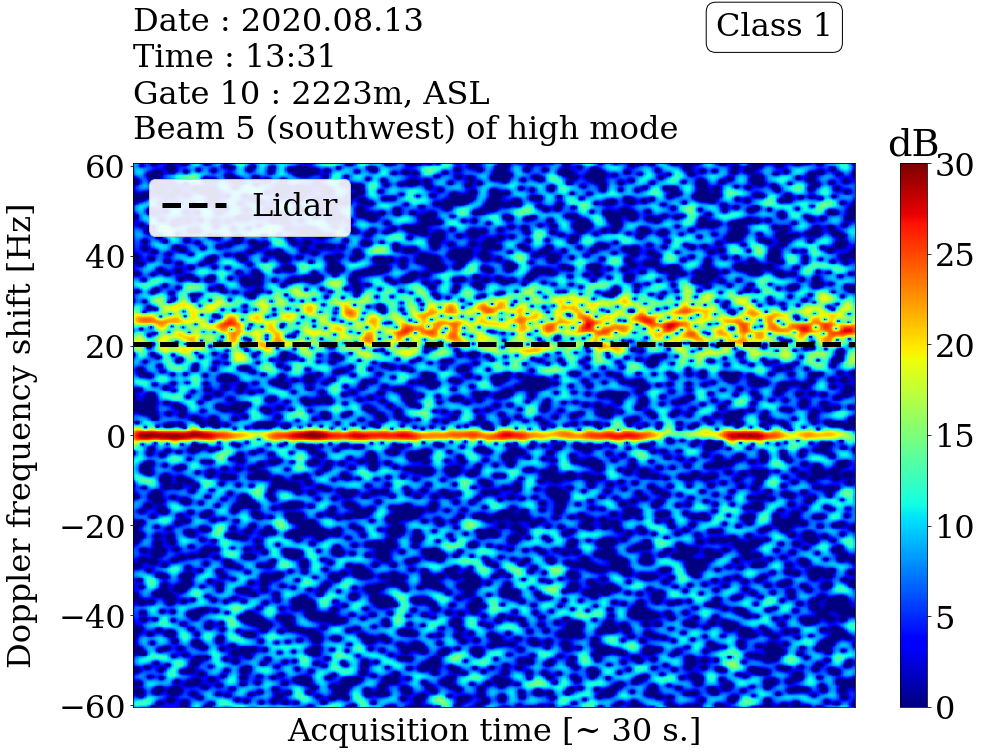 Date : 2020.08.13
Time : 13:31
Gate 10 : 2223m, ASL
Beam 5 (southwest) of high mode
Class 1
dB
Lidar
60
40
20
0
−20
−40
−60
Doppler frequency shift [Hz]
Acquisition time [~ 30 s.]
30
25
20
15
10
5
0